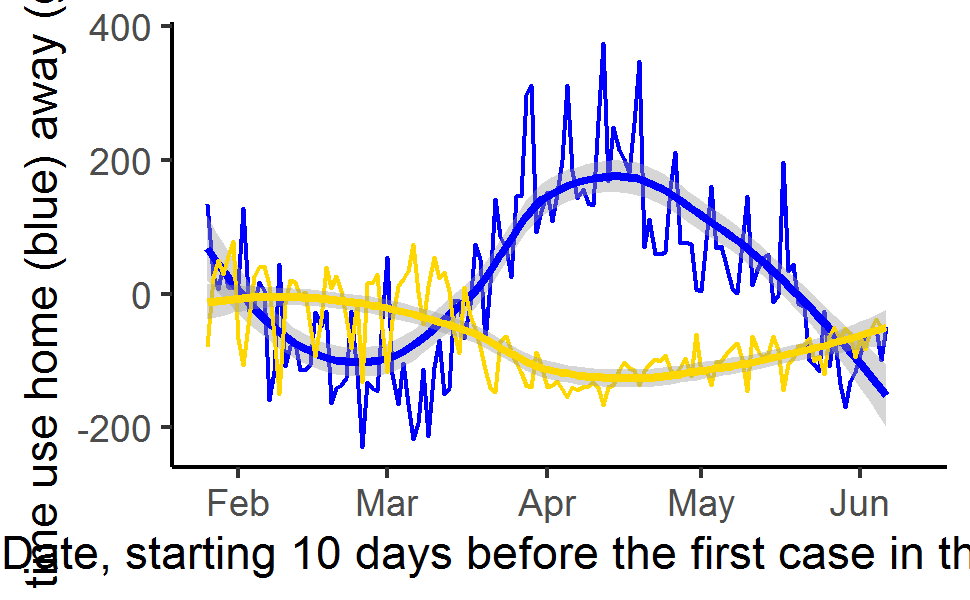 time use home (blue) away (
400
200
0
-200
Feb Mar Apr May Jun
Date, starting 10 days before the first case in th